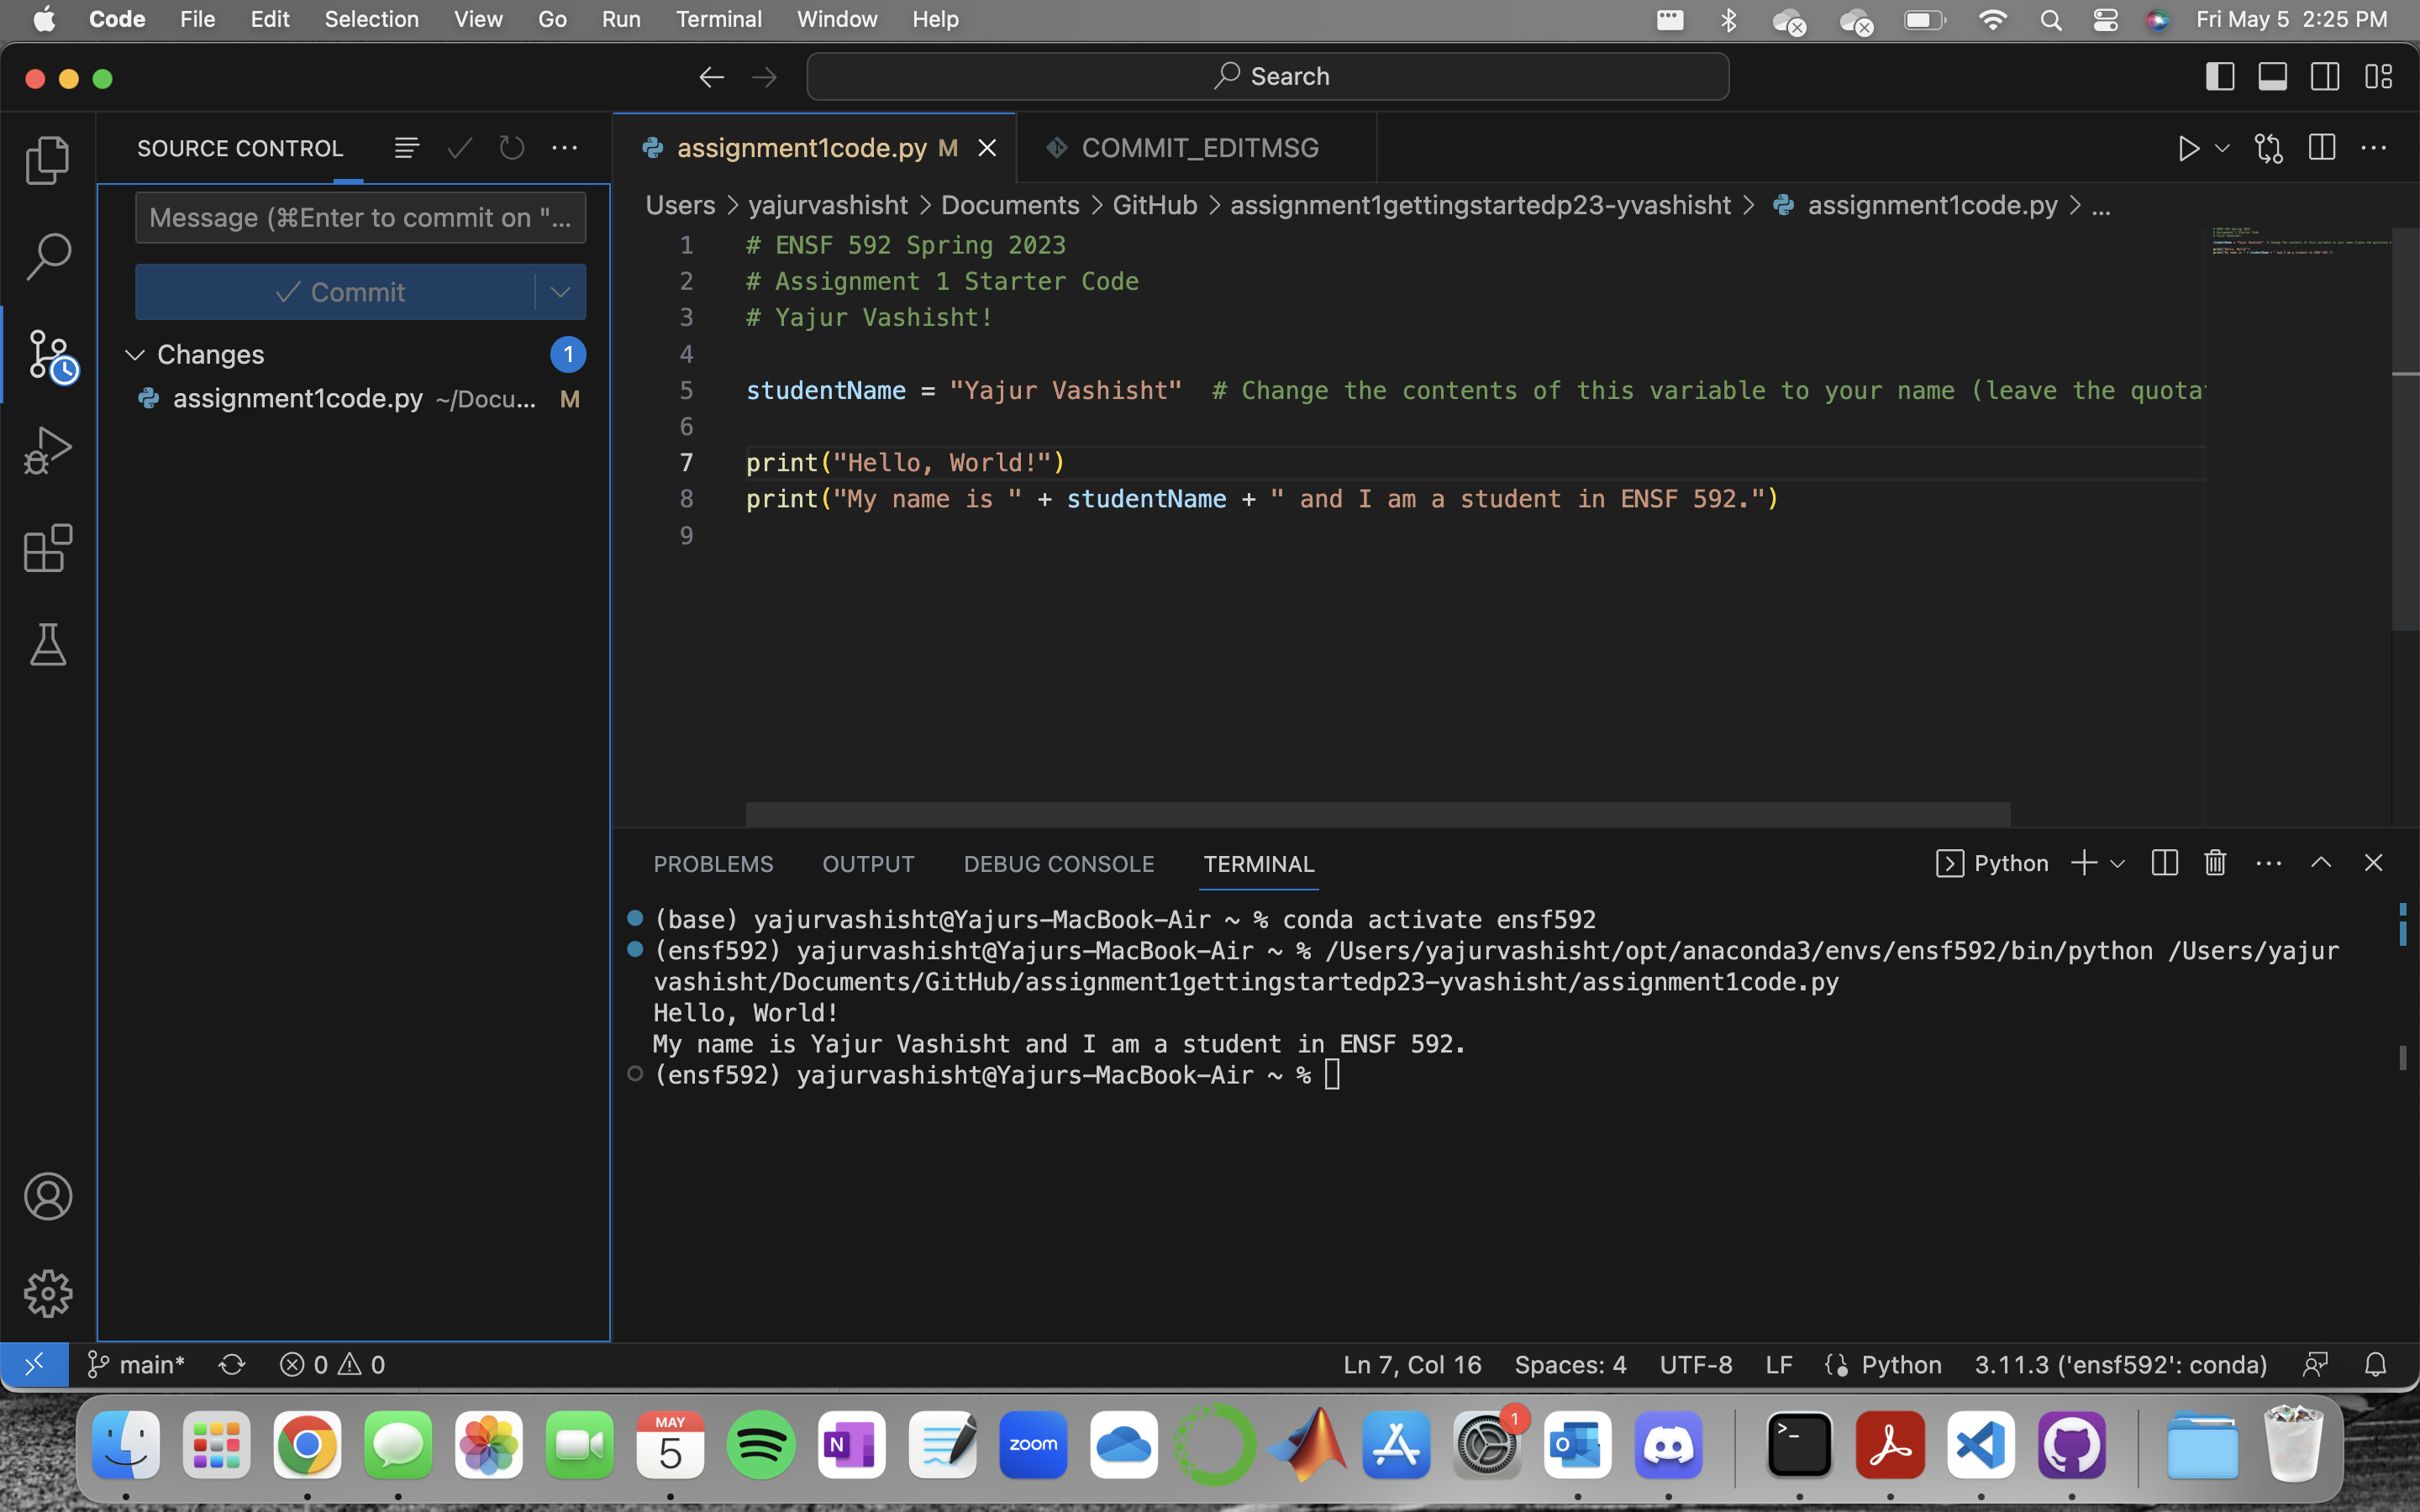 Code File Edit Selection View Go Run Terminal Window Help Fri May 5 2:25 PM
Search
SOURCE CONTROL
assignment1code.py M
COMMIT_EDITMSG
Message (⌘Enter to commit on "...
Commit
Changes 1
assignment1code.py ~/Docu... M
Users > yajurvashisht > Documents > GitHub > assignment1gettingstartedp23-yvashisht > assignment1code.py > ...
1 # ENSF 592 Spring 2023
2 # Assignment 1 Starter Code
3 # Yajur Vashisht!
4
5 studentName = "Yajur Vashisht" # Change the contents of this variable to your name (leave the quota
6
7 print("Hello, World!")
8 print("My name is " + studentName + " and I am a student in ENSF 592.")
9
PROBLEMS OUTPUT DEBUG CONSOLE TERMINAL Python
(base) yajurvashisht@Yajurs-MacBook-Air ~ % conda activate ensf592
(ensf592) yajurvashisht@Yajurs-MacBook-Air ~ % /Users/yajurvashisht/opt/anaconda3/envs/ensf592/bin/python /Users/yajur
vashisht/Documents/GitHub/assignment1gettingstartedp23-yvashisht/assignment1code.py
Hello, World!
My name is Yajur Vashisht and I am a student in ENSF 592.
(ensf592) yajurvashisht@Yajurs-MacBook-Air ~ %
main* 0 0 Ln 7, Col 16 Spaces: 4 UTF-8 LF Python 3.11.3 ('ensf592': conda)
MAY
5
N
zoom
1
O
>_